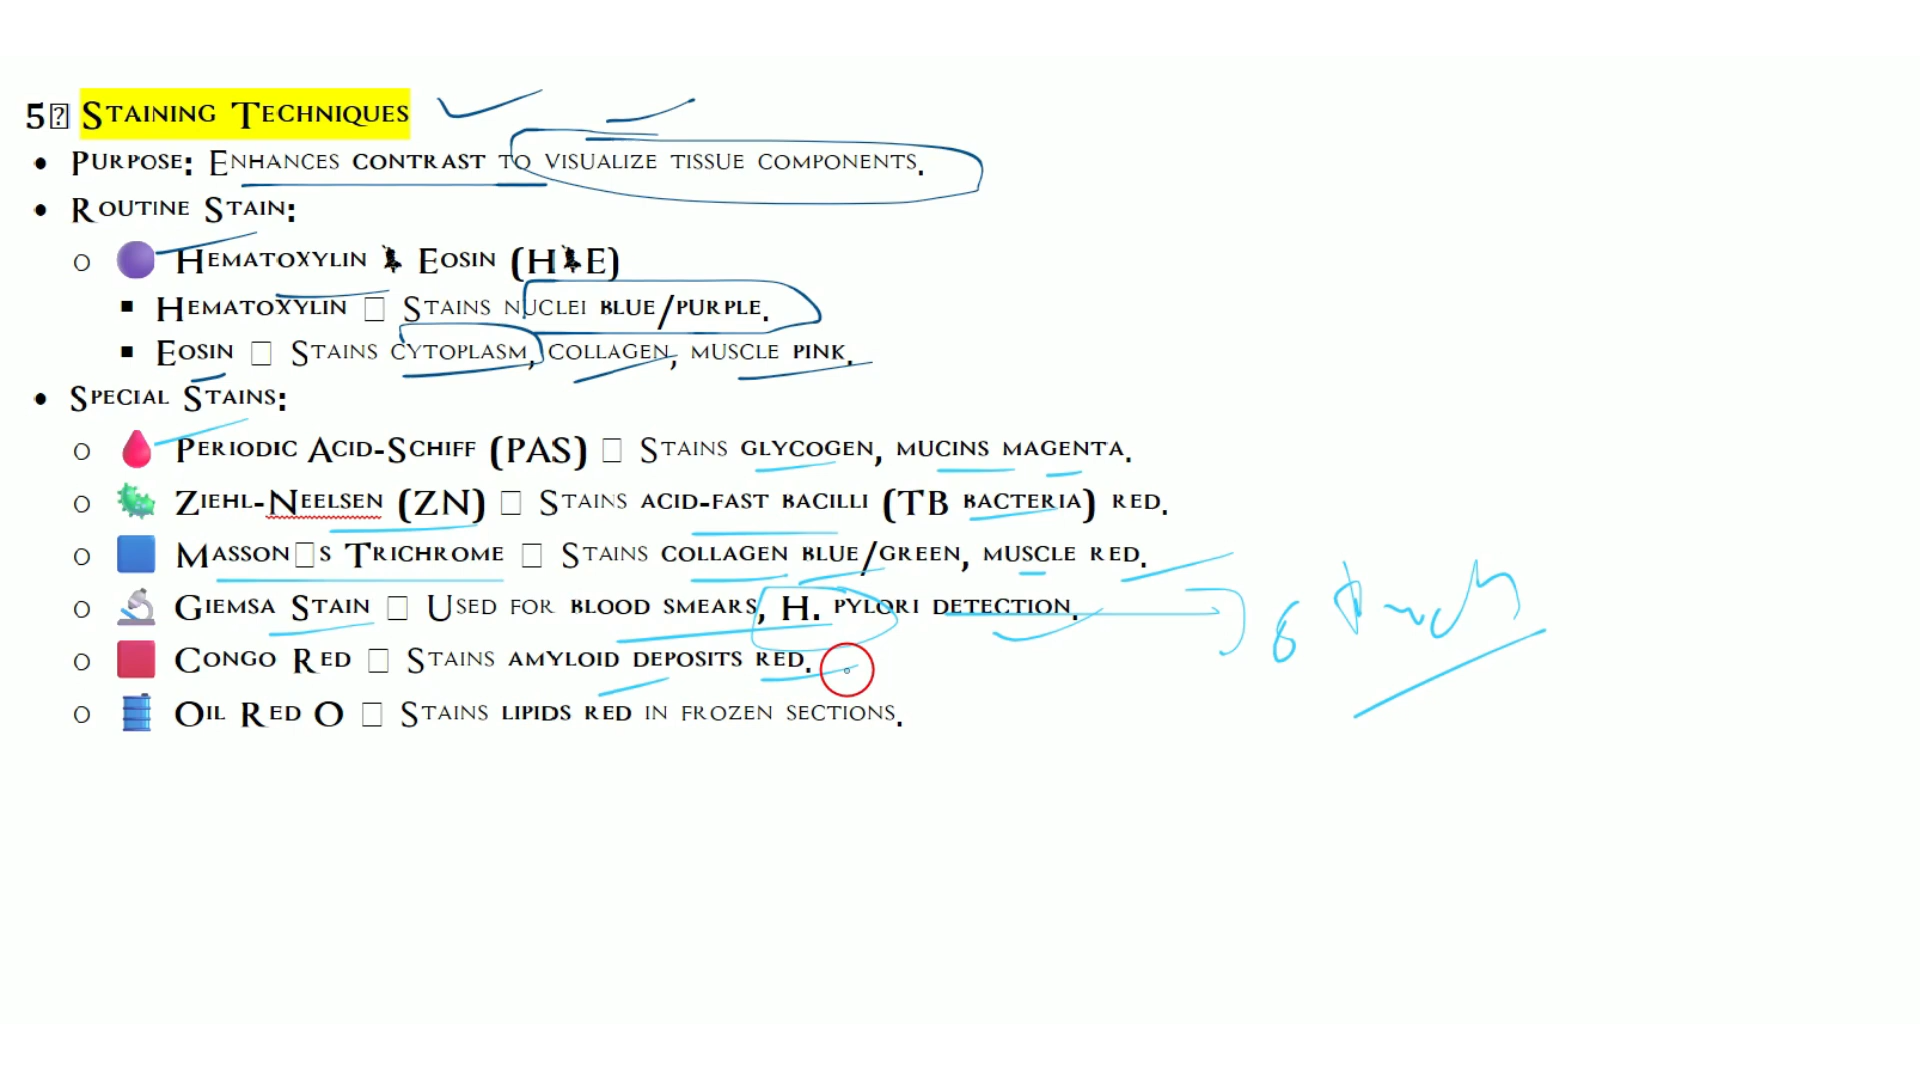 5 Staining Techniques
• Purpose: Enhances contrast to visualize tissue components.
• Routine Stain:
o Hematoxylin & Eosin (H&E)
▪ Hematoxylin □ Stains nuclei blue/purple.
▪ Eosin □ Stains cytoplasm, collagen, muscle pink.
• Special Stains:
o Periodic Acid-Schiff (PAS) □ Stains glycogen, mucins magenta.
o Ziehl-Neelsen (ZN) □ Stains acid-fast bacilli (TB bacteria) red.
o Masson□s Trichrome □ Stains collagen blue/green, muscle red.
o Giemsa Stain □ Used for blood smears, H. pylori detection.
o Congo Red □ Stains amyloid deposits red.
o Oil Red O □ Stains lipids red in frozen sections.